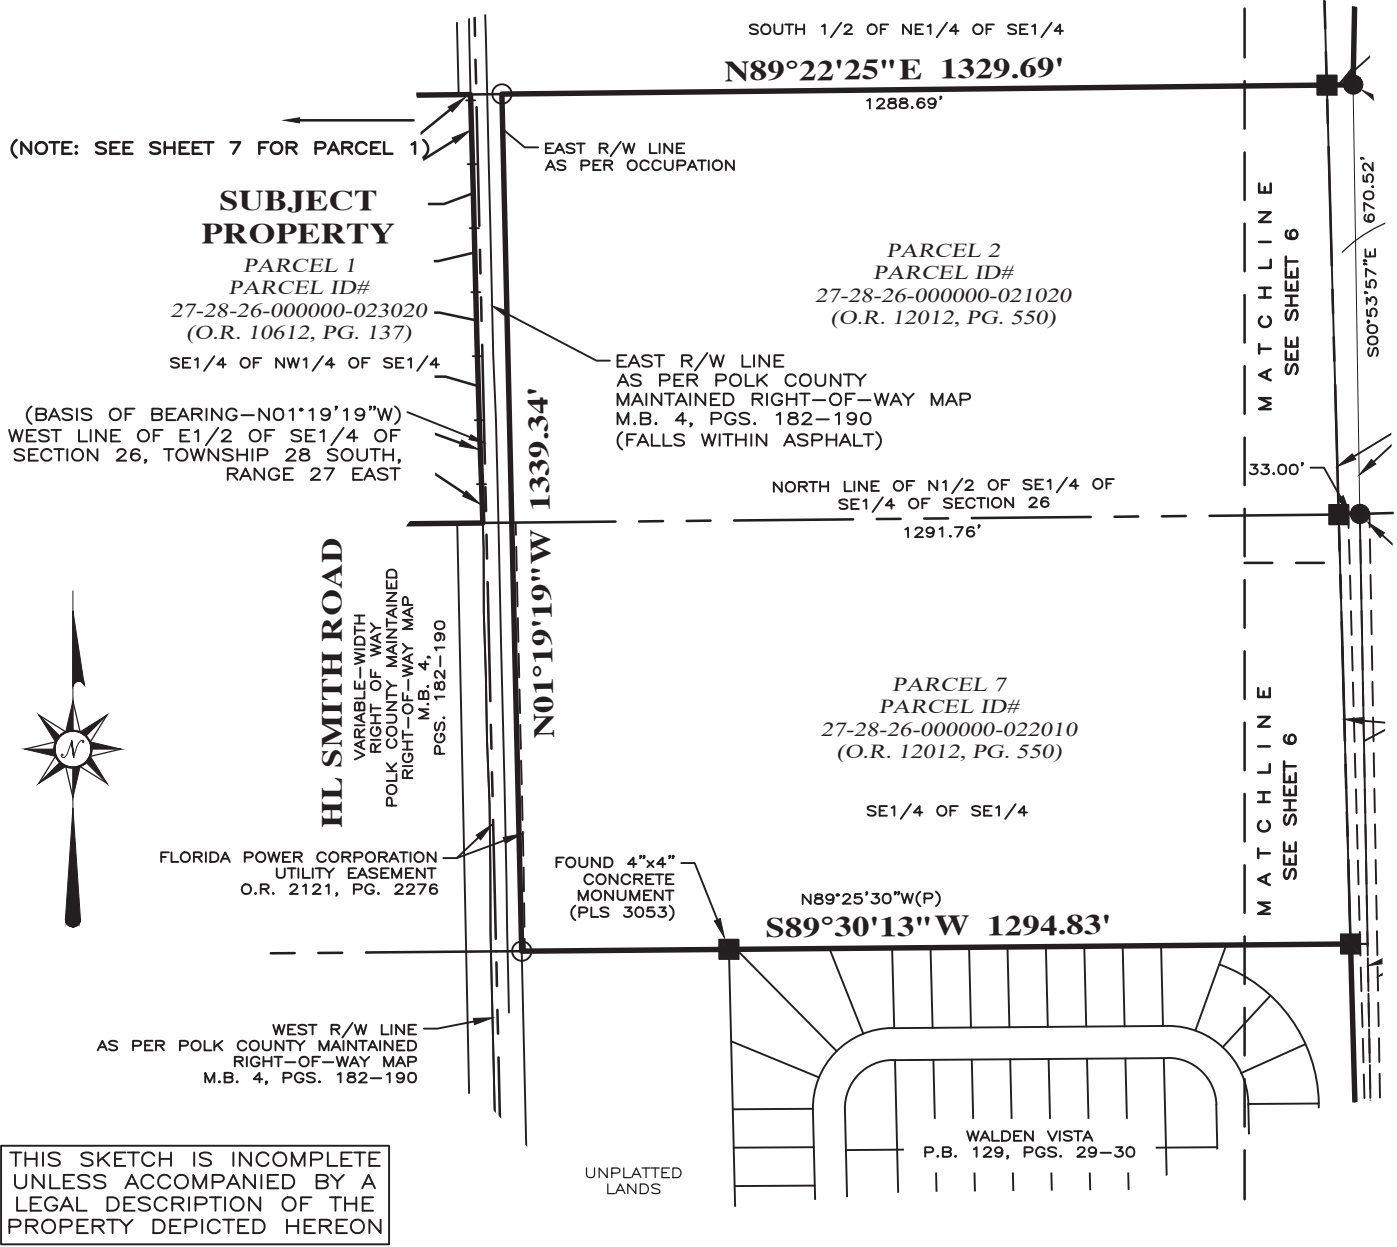 SOUTH 1/2 OF NE1/4 OF SE1/4
N89°22'25"E 1329.69'
1288.69'
(NOTE: SEE SHEET 7 FOR PARCEL 1)
EAST R/W LINE
AS PER OCCUPATION
SUBJECT
PROPERTY
PARCEL 1
PARCEL ID#
27-28-26-000000-023020
(O.R. 10612, PG. 137)
SE1/4 OF NW1/4 OF SE1/4
PARCEL 2
PARCEL ID#
27-28-26-000000-021020
(O.R. 12012, PG. 550)
MATCHLINE
SEE SHEET 6
S00°53'57"E 670.52'
EAST R/W LINE
AS PER POLK COUNTY
MAINTAINED RIGHT-OF-WAY MAP
M.B. 4, PGS. 182-190
(FALLS WITHIN ASPHALT)
(BASIS OF BEARING-N01°19'19"W)
WEST LINE OF E1/2 OF SE1/4 OF
SECTION 26, TOWNSHIP 28 SOUTH,
RANGE 27 EAST
N01°19'19"W 1339.34'
33.00'
NORTH LINE OF N1/2 OF SE1/4 OF
SE1/4 OF SECTION 26
1291.76'
HL SMITH ROAD
VARIABLE-WIDTH
RIGHT OF WAY
POLK COUNTY MAINTAINED
RIGHT-OF-WAY MAP
M.B. 4,
PGS. 182-190
N
PARCEL 7
PARCEL ID#
27-28-26-000000-022010
(O.R. 12012, PG. 550)
SE1/4 OF SE1/4
MATCHLINE
SEE SHEET 6
FLORIDA POWER CORPORATION
UTILITY EASEMENT
O.R. 2121, PG. 2276
FOUND 4"x4"
CONCRETE
MONUMENT
(PLS 3053)
N89°25'30"W(P)
S89°30'13"W 1294.83'
WEST R/W LINE
AS PER POLK COUNTY MAINTAINED
RIGHT-OF-WAY MAP
M.B. 4, PGS. 182-190
WALDEN VISTA
P.B. 129, PGS. 29-30
UNPLATTED
LANDS
THIS SKETCH IS INCOMPLETE
UNLESS ACCOMPANIED BY A
LEGAL DESCRIPTION OF THE
PROPERTY DEPICTED HEREON